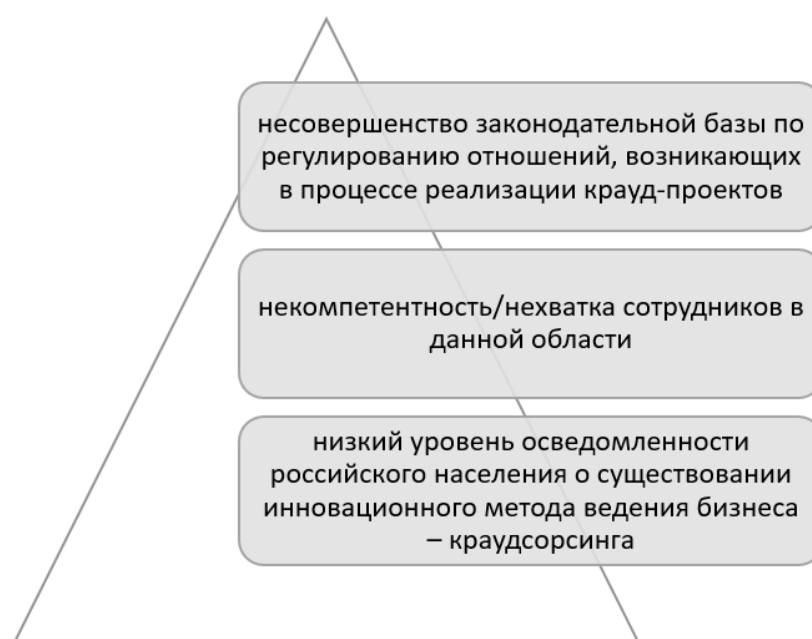 несовершенство законодательной базы по
регулированию отношений, возникающих
в процессе реализации крауд-проектов
некомпетентность/нехватка сотрудников в
данной области
низкий уровень осведомленности
российского населения о существовании
инновационного метода ведения бизнеса
– краудсорсинга